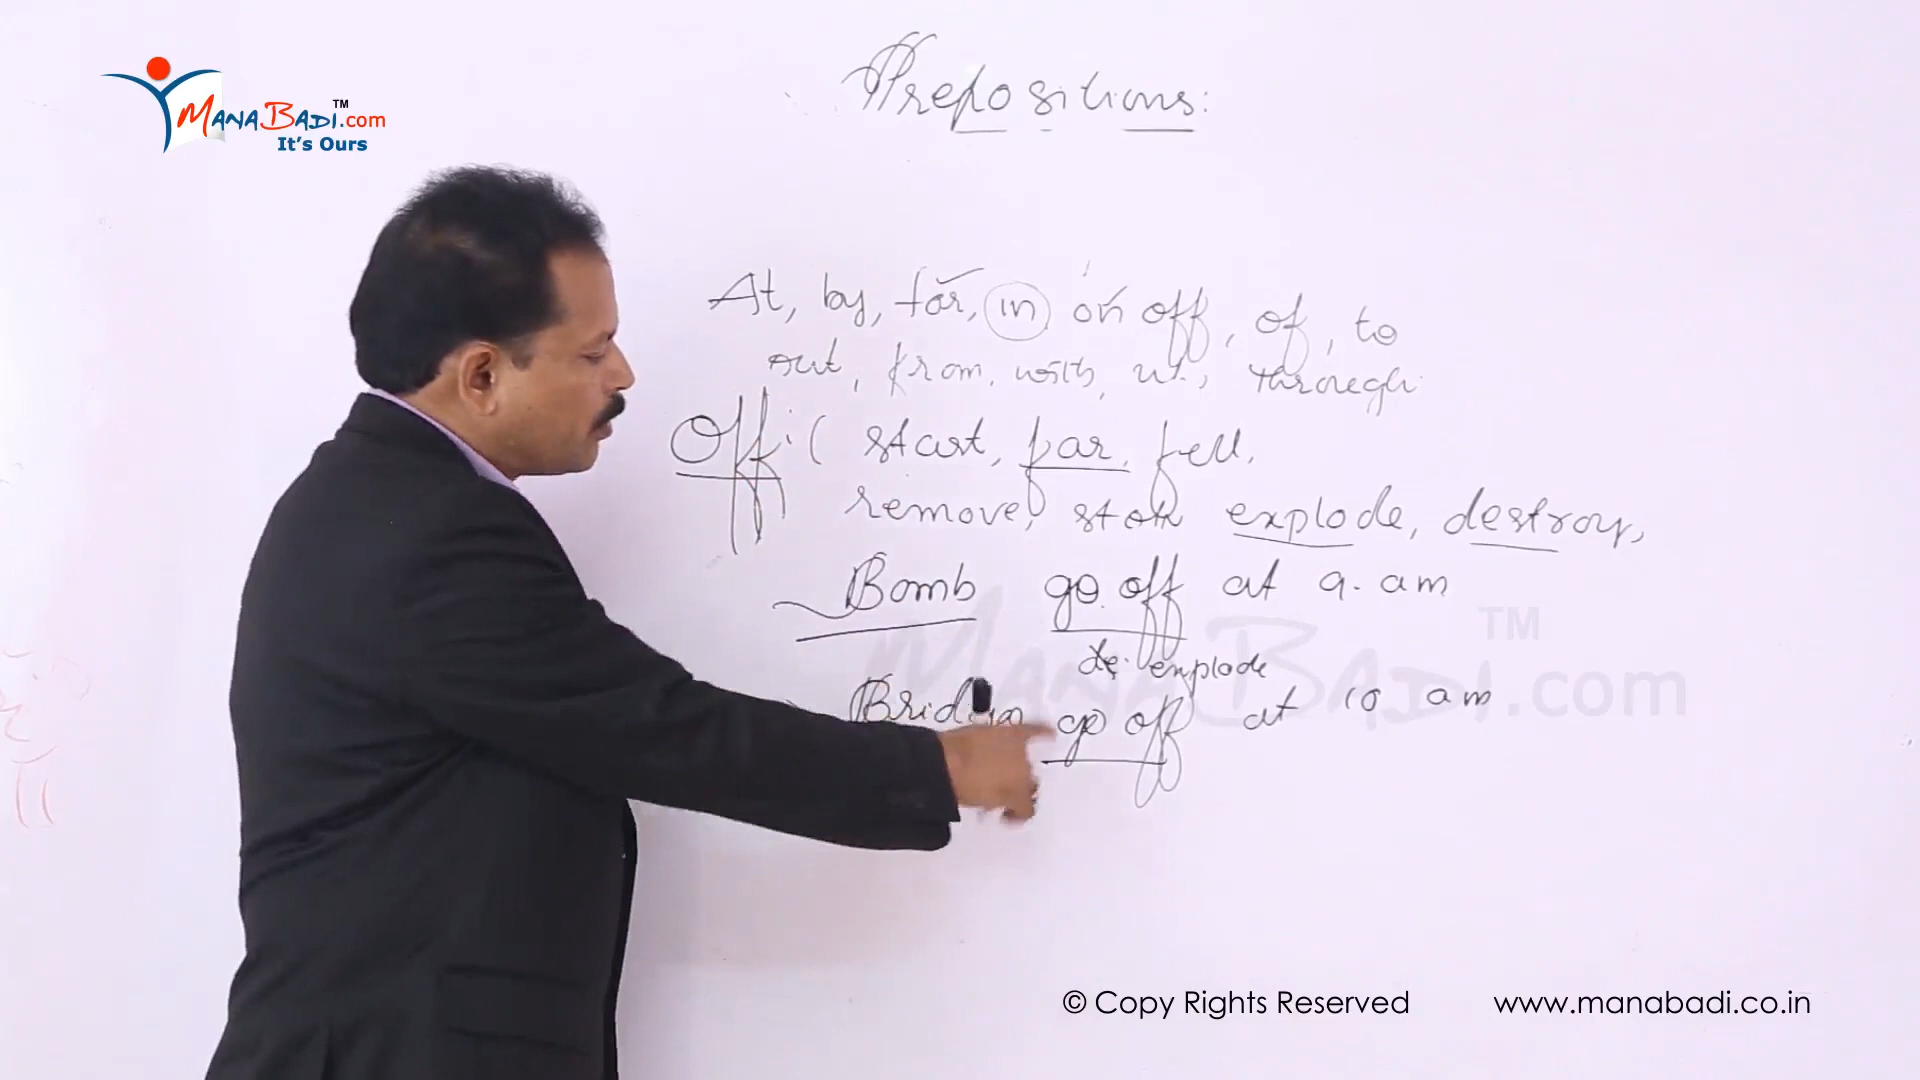 MANABADI.com TM
It's Ours
Prepositions:
At, by, for, in on off, of, to
out, from, with, up, through
Off: ( start, far, fell,
remove, stop explode, destroy,
Bomb go off at 9. am
explode
go off at 10 am
MANABADI.com TM
© Copy Rights Reserved www.manabadi.co.in